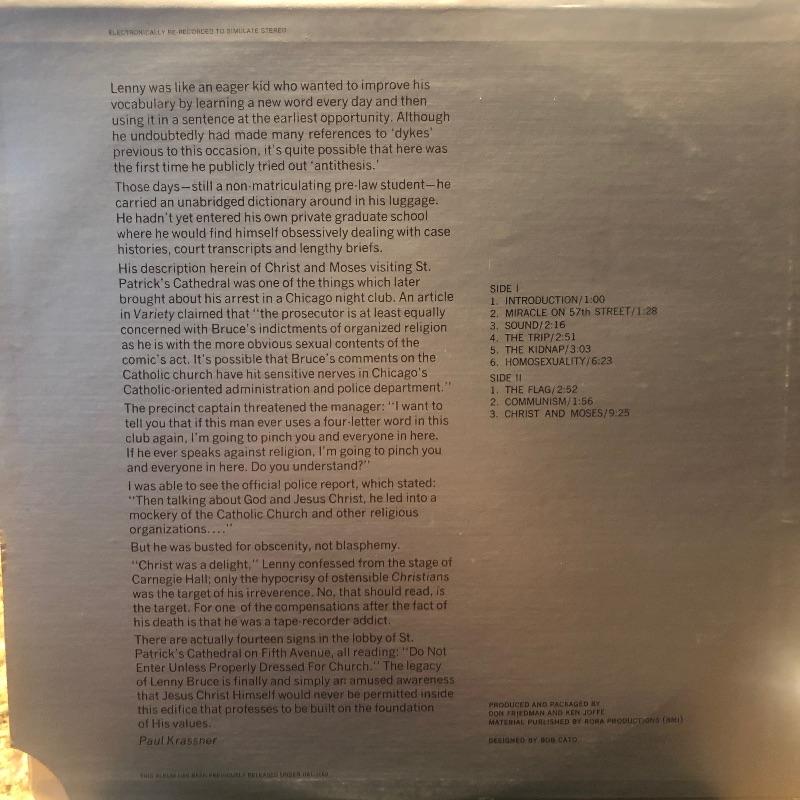 ELECTRONICALLY RE-RECORDED TO SIMULATE STEREO
Lenny was like an eager kid who wanted to improve his
vocabulary by learning a new word every day and then
using it in a sentence at the earliest opportunity. Although
he undoubtedly had made many references to ‘dykes’
previous to this occasion, it’s quite possible that here was
the first time he publicly tried out ‘antithesis.’
Those days—still a non-matriculating pre-law student—he
carried an unabridged dictionary around in his luggage.
He hadn’t yet entered his own private graduate school
where he would find himself obsessively dealing with case
histories, court transcripts and lengthy briefs.
His description herein of Christ and Moses visiting St.
Patrick’s Cathedral was one of the things which later
brought about his arrest in a Chicago night club. An article
in Variety claimed that “the prosecutor is at least equally
concerned with Bruce’s indictments of organized religion
as he is with the more obvious sexual contents of the
comic’s act. It’s possible that Bruce’s comments on the
Catholic church have hit sensitive nerves in Chicago’s
Catholic-oriented administration and police department.”
The precinct captain threatened the manager: “I want to
tell you that if this man ever uses a four-letter word in this
club again, I’m going to pinch you and everyone in here.
If he ever speaks against religion, I’m going to pinch you
and everyone in here. Do you understand?”
I was able to see the official police report, which stated:
“Then talking about God and Jesus Christ, he led into a
mockery of the Catholic Church and other religious
organizations....”
But he was busted for obscenity, not blasphemy.
“Christ was a delight,” Lenny confessed from the stage of
Carnegie Hall; only the hypocrisy of ostensible Christians
was the target of his irreverence. No, that should read, is
the target. For one of the compensations after the fact of
his death is that he was a tape-recorder addict.
There are actually fourteen signs in the lobby of St.
Patrick’s Cathedral on Fifth Avenue, all reading: “Do Not
Enter Unless Properly Dressed For Church.” The legacy
of Lenny Bruce is finally and simply an amused awareness
that Jesus Christ Himself would never be permitted inside
this edifice that professes to be built on the foundation
of His values.
Paul Krassner
THIS ALBUM HAS BEEN PREVIOUSLY RELEASED UNDER
SIDE I
1. INTRODUCTION/1:00
2. MIRACLE ON 57th STREET/1:28
3. SOUND/2:16
4. THE TRIP/2:51
5. THE KIDNAP/3:03
6. HOMOSEXUALITY/6:23
SIDE II
1. THE FLAG/2:52
2. COMMUNISM/1:56
3. CHRIST AND MOSES/9:25
PRODUCED AND PACKAGED BY
DON FRIEDMAN AND KEN JOFFE
MATERIAL PUBLISHED BY RORA PRODUCTIONS (BMI)
DESIGNED BY BOB CATO